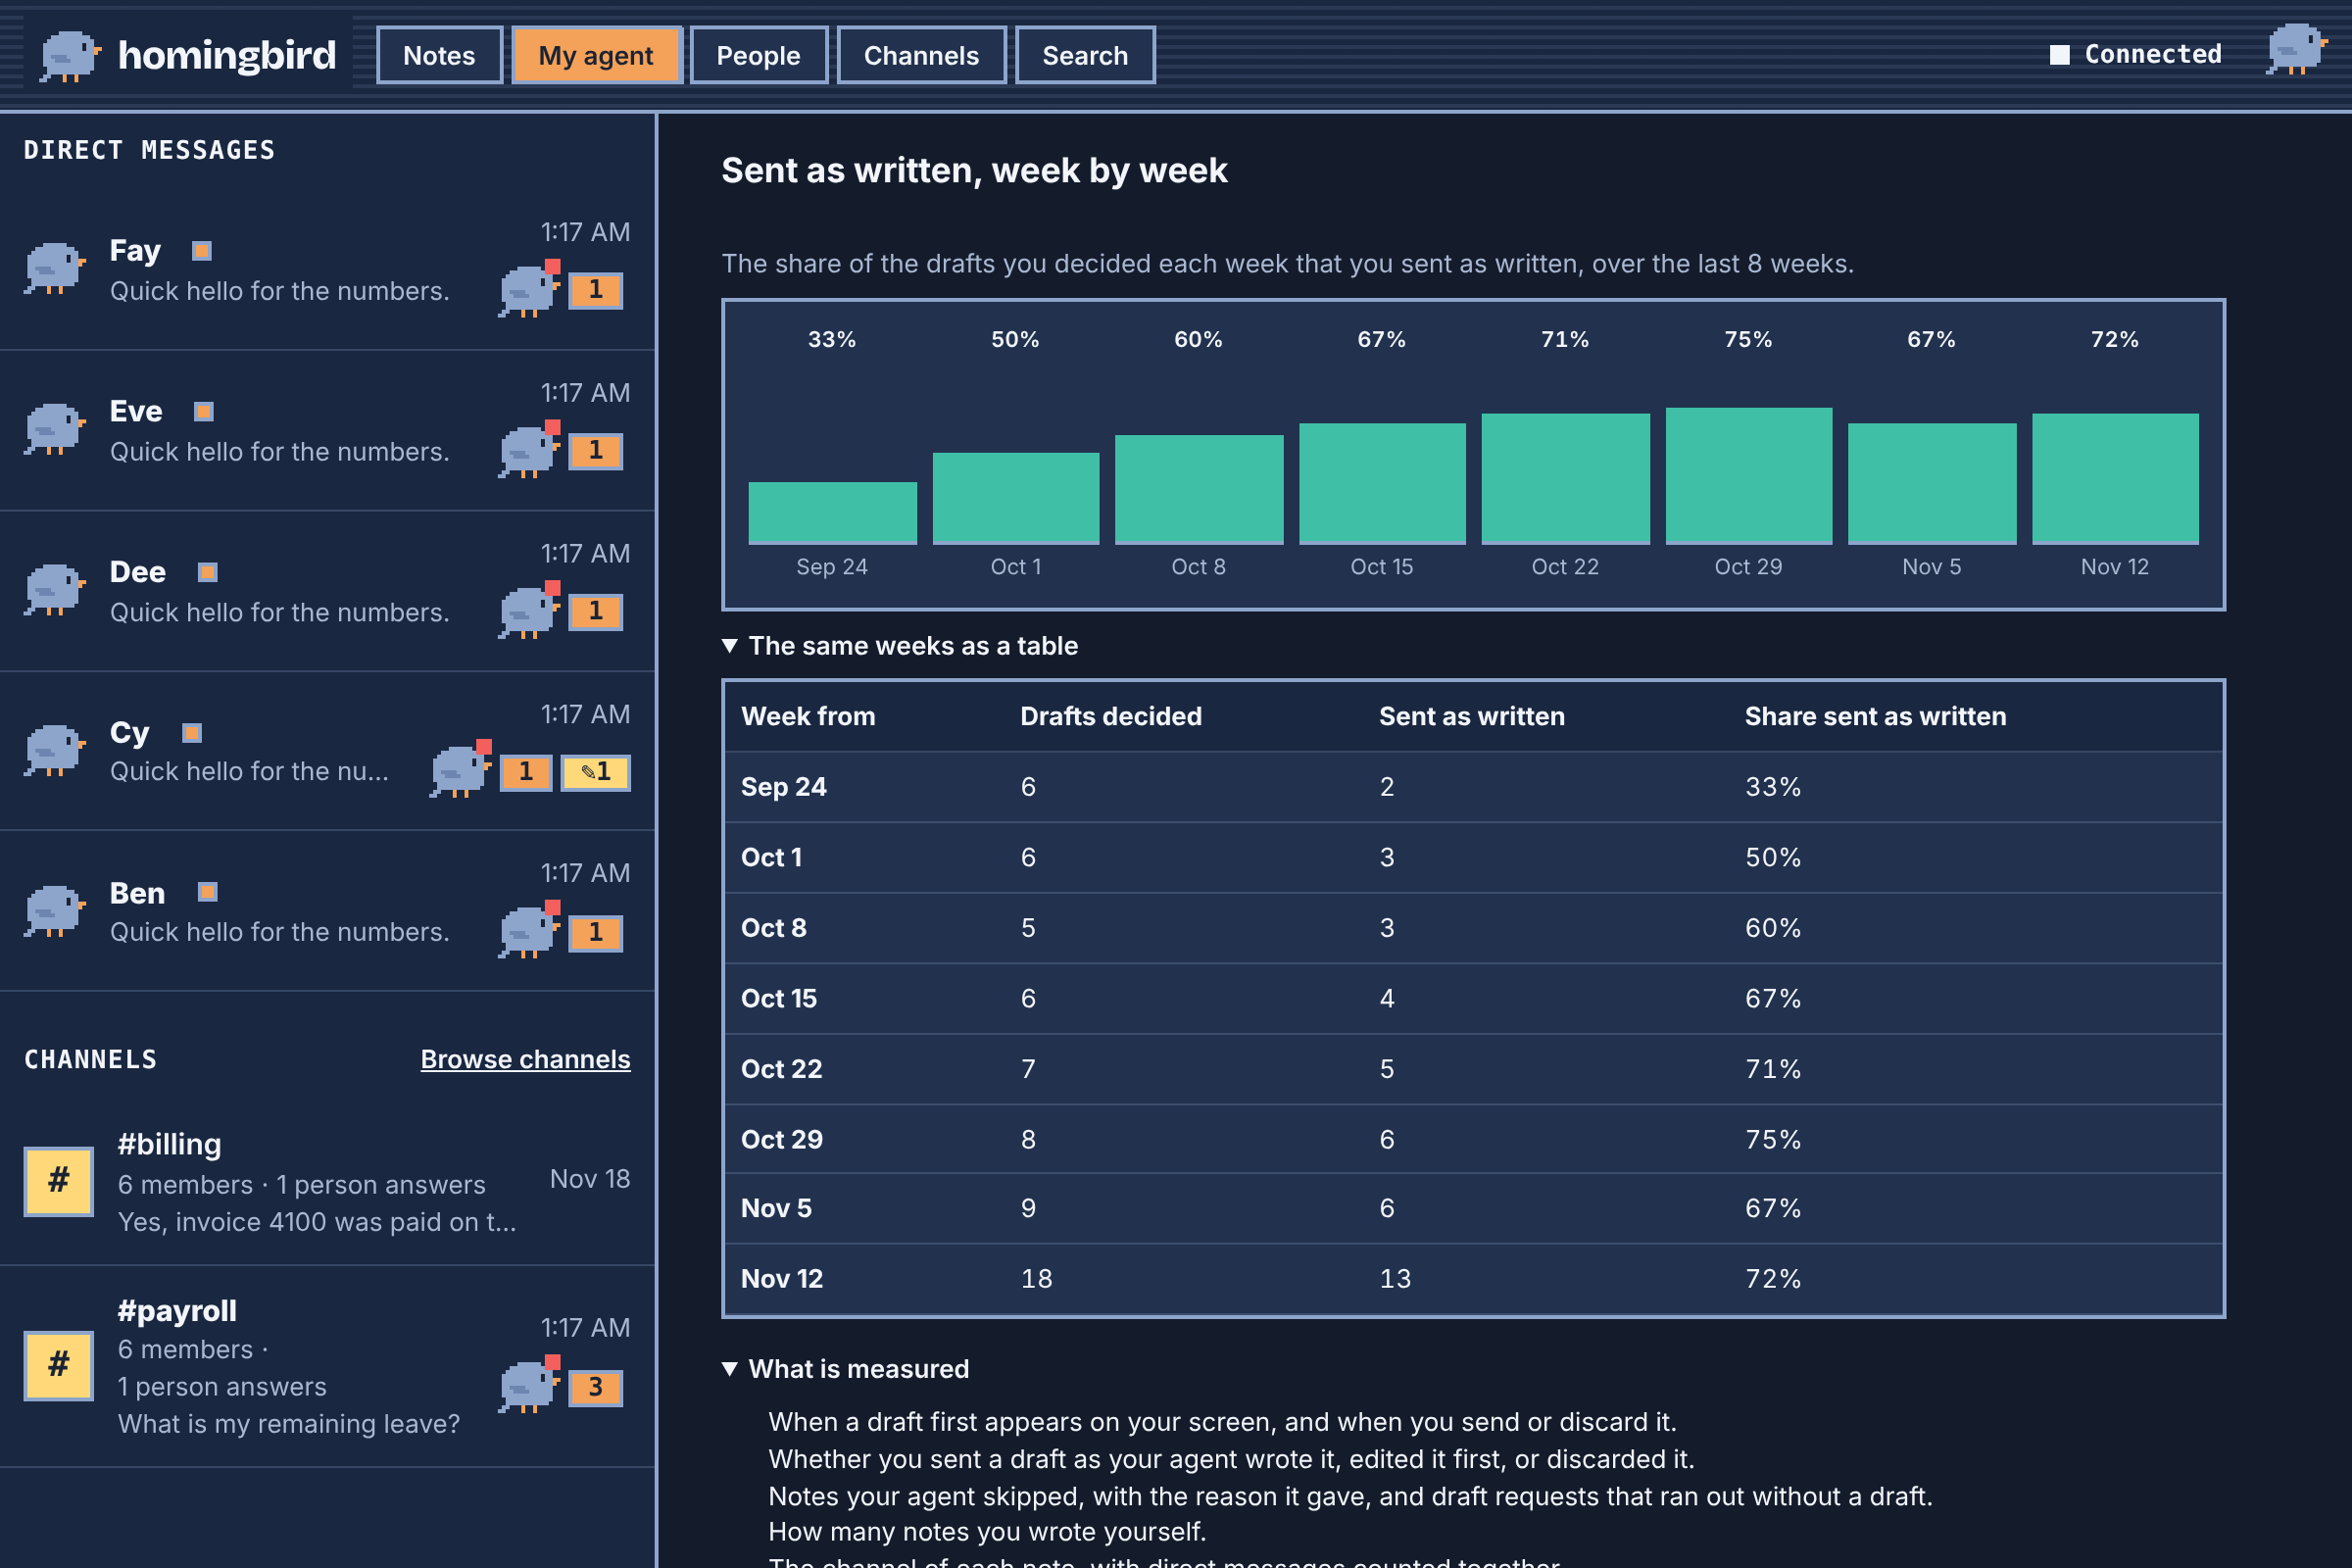 homingbird
Notes
My agent
People
Channels
Search
Connected
DIRECT MESSAGES
Fay
1:17 AM
Quick hello for the numbers.
1
Eve
1:17 AM
Quick hello for the numbers.
1
Dee
1:17 AM
Quick hello for the numbers.
1
Cy
1:17 AM
Quick hello for the nu...
1
✎1
Ben
1:17 AM
Quick hello for the numbers.
1
CHANNELS
Browse channels
#
#billing
6 members · 1 person answers
Nov 18
Yes, invoice 4100 was paid on t...
#
#payroll
6 members ·
1 person answers
What is my remaining leave?
1:17 AM
3
Sent as written, week by week
The share of the drafts you decided each week that you sent as written, over the last 8 weeks.
33% 50% 60% 67% 71% 75% 67% 72%
Sep 24 Oct 1 Oct 8 Oct 15 Oct 22 Oct 29 Nov 5 Nov 12
▼ The same weeks as a table
Week from Drafts decided Sent as written Share sent as written
Sep 24 6 2 33%
Oct 1 6 3 50%
Oct 8 5 3 60%
Oct 15 6 4 67%
Oct 22 7 5 71%
Oct 29 8 6 75%
Nov 5 9 6 67%
Nov 12 18 13 72%
▼ What is measured
When a draft first appears on your screen, and when you send or discard it.
Whether you sent a draft as your agent wrote it, edited it first, or discarded it.
Notes your agent skipped, with the reason it gave, and draft requests that ran out without a draft.
How many notes you wrote yourself.
The channel of each note, with direct messages counted together.